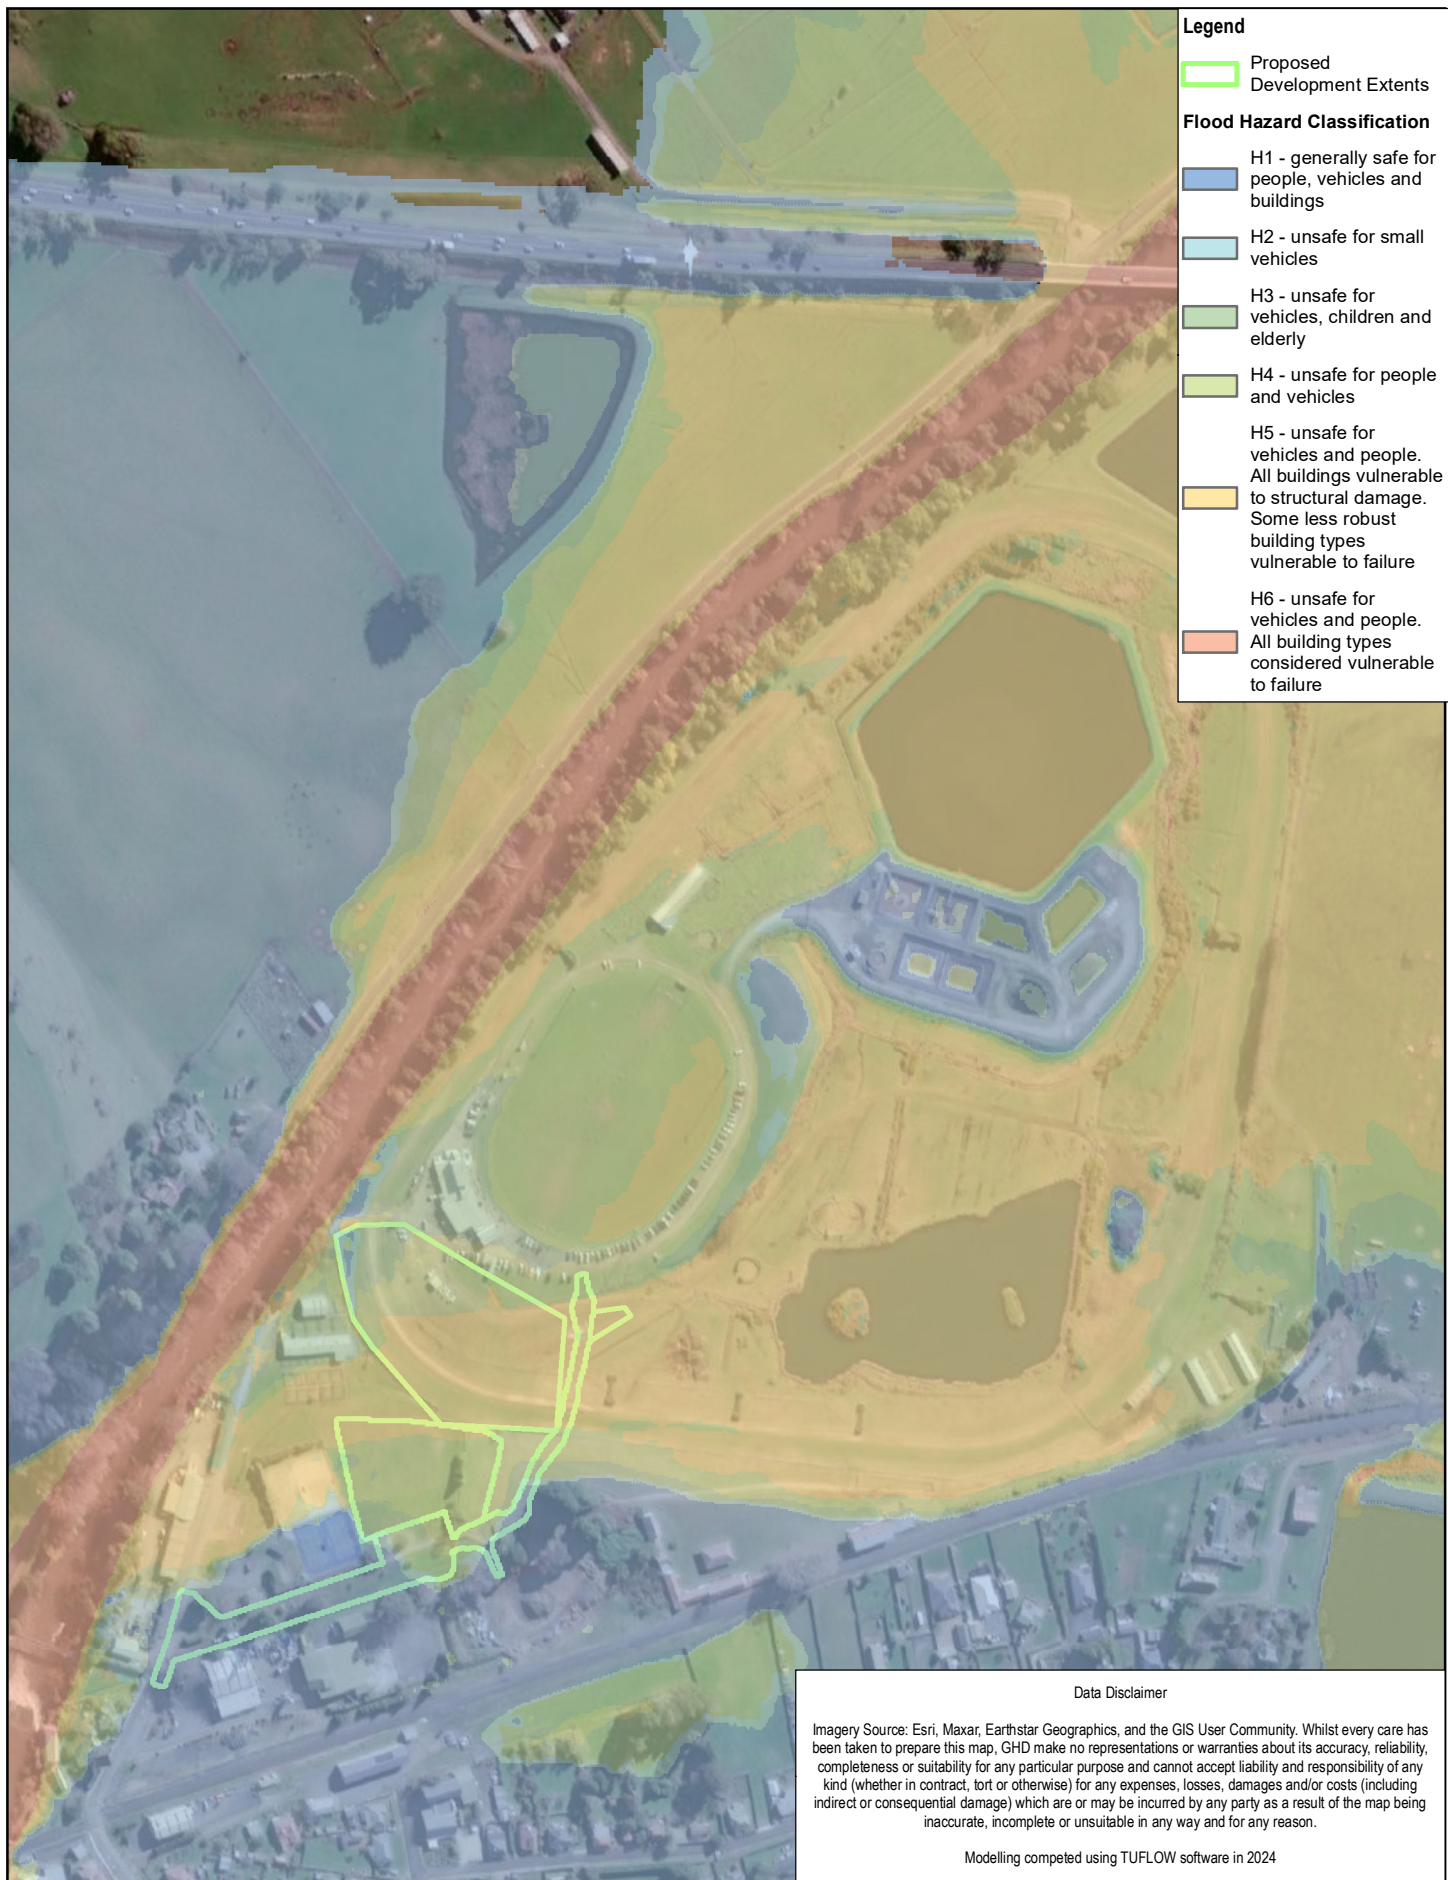 Legend
Proposed
Development Extents
Flood Hazard Classification
H1 - generally safe for
people, vehicles and
buildings
H2 - unsafe for small
vehicles
H3 - unsafe for
vehicles, children and
elderly
H4 - unsafe for people
and vehicles
H5 - unsafe for
vehicles and people.
All buildings vulnerable
to structural damage.
Some less robust
building types
vulnerable to failure
H6 - unsafe for
vehicles and people.
All building types
considered vulnerable
to failure
Data Disclaimer
Imagery Source: Esri, Maxar, Earthstar Geographics, and the GIS User Community. Whilst every care has
been taken to prepare this map, GHD make no representations or warranties about its accuracy, reliability,
completeness or suitability for any particular purpose and cannot accept liability and responsibility of any
kind (whether in contract, tort or otherwise) for any expenses, losses, damages and/or costs (including
indirect or consequential damage) which are or may be incurred by any party as a result of the map being
inaccurate, incomplete or unsuitable in any way and for any reason.
Modelling competed using TUFLOW software in 2024